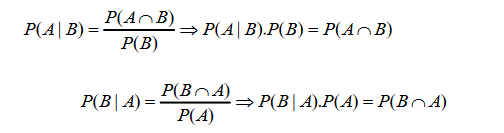 P(A | B) = P(A ∩ B) / P(B) ⇒ P(A | B).P(B) = P(A ∩ B)
P(B | A) = P(B ∩ A) / P(A) ⇒ P(B | A).P(A) = P(B ∩ A)